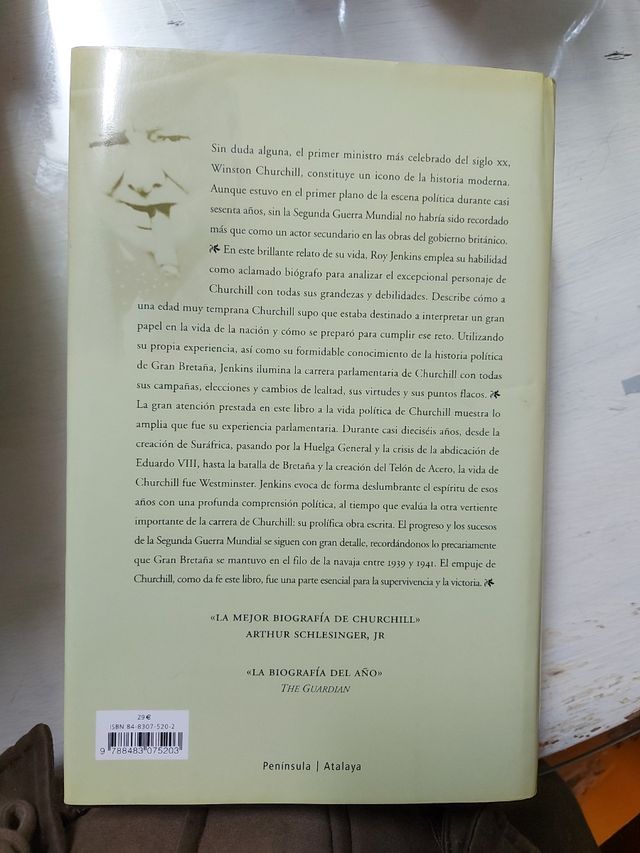 Sin duda alguna, el primer ministro más celebrado del siglo XX,
Winston Churchill, constituye un icono de la historia moderna.
Aunque estuvo en el primer plano de la escena política durante casi
sesenta años, sin la Segunda Guerra Mundial no habría sido recordado
más que como un actor secundario en las obras del gobierno británico.
En este brillante relato de su vida, Roy Jenkins emplea su habilidad
como aclamado biógrafo para analizar el excepcional personaje de
Churchill con todas sus grandezas y debilidades. Describe cómo a
una edad muy temprana Churchill supo que estaba destinado a interpretar un gran
papel en la vida de la nación y cómo se preparó para cumplir ese reto. Utilizando
su propia experiencia, así como su formidable conocimiento de la historia política
de Gran Bretaña, Jenkins ilumina la carrera parlamentaria de Churchill con todas
sus campañas, elecciones y cambios de lealtad, sus virtudes y sus puntos flacos.
La gran atención prestada en este libro a la vida política de Churchill muestra lo
amplia que fue su experiencia parlamentaria. Durante casi dieciséis años, desde la
creación de Suráfrica, pasando por la Huelga General y la crisis de la abdicación de
Eduardo VIII, hasta la batalla de Bretaña y la creación del Telón de Acero, la vida de
Churchill fue Westminster. Jenkins evoca de forma deslumbrante el espíritu de esos
años con una profunda comprensión política, al tiempo que evalúa la otra vertiente
importante de la carrera de Churchill: su prolífica obra escrita. El progreso y los sucesos
de la Segunda Guerra Mundial se siguen con gran detalle, recordándonos lo precariamente
que Gran Bretaña se mantuvo en el filo de la navaja entre 1939 y 1941. El empuje de
Churchill, como da fe este libro, fue una parte esencial para la supervivencia y la victoria.
«LA MEJOR BIOGRAFÍA DE CHURCHILL»
ARTHUR SCHLESINGER, JR
«LA BIOGRAFÍA DEL AÑO»
THE GUARDIAN
29 €
ISBN 84-8307-520-2
9 788483 075203
Península | Atalaya